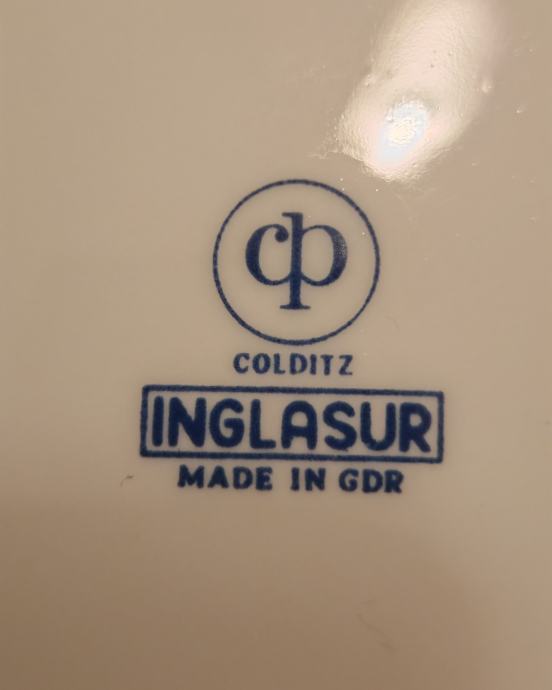 cp
COLDITZ
INGLASUR
MADE IN GDR